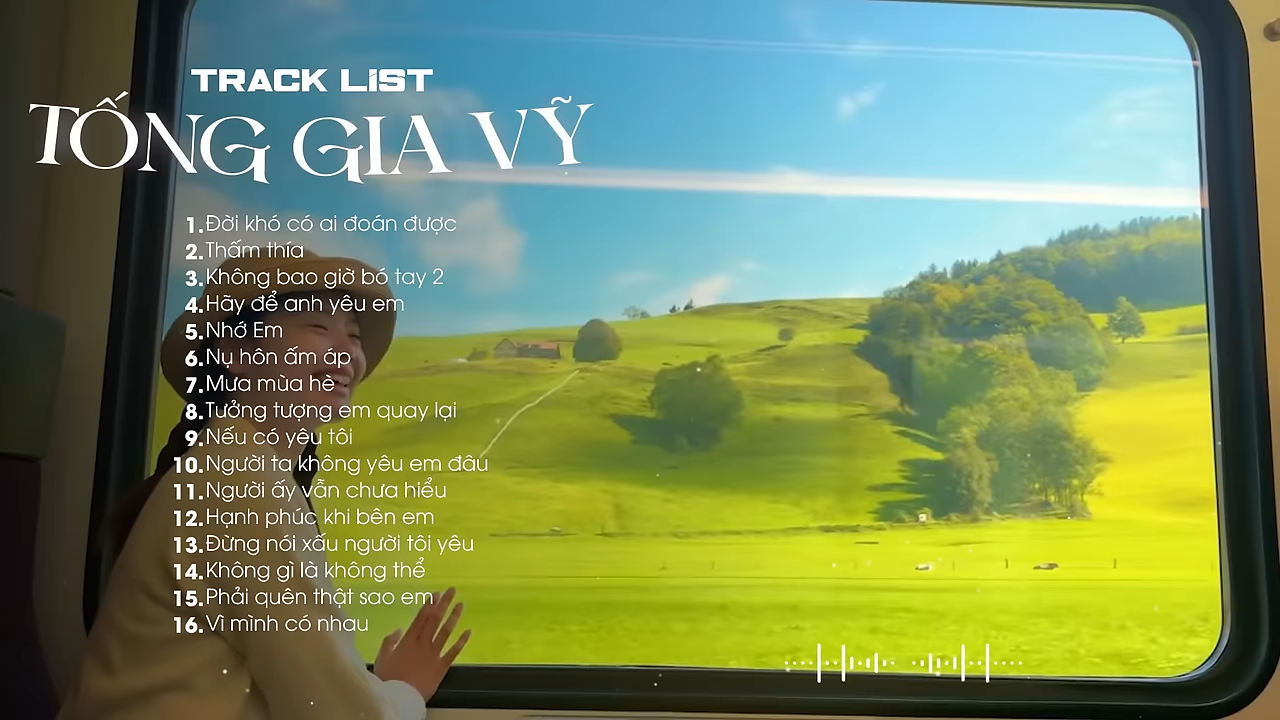 TRACK LIST
TỐNG GIA VỸ
1.Đời khó có ai đoán được
2.Thấm thía
3.Không bao giờ bó tay 2
4.Hãy để anh yêu em
5.Nhớ Em
6.Nụ hôn ấm áp
7.Mưa mùa hè
8.Tưởng tượng em quay lại
9.Nếu có yêu tôi
10.Người ta không yêu em đâu
11.Người ấy vẫn chưa hiểu
12.Hạnh phúc khi bên em
13.Đừng nói xấu người tôi yêu
14.Không gì là không thể
15.Phải quên thật sao em
16.Vì mình có nhau